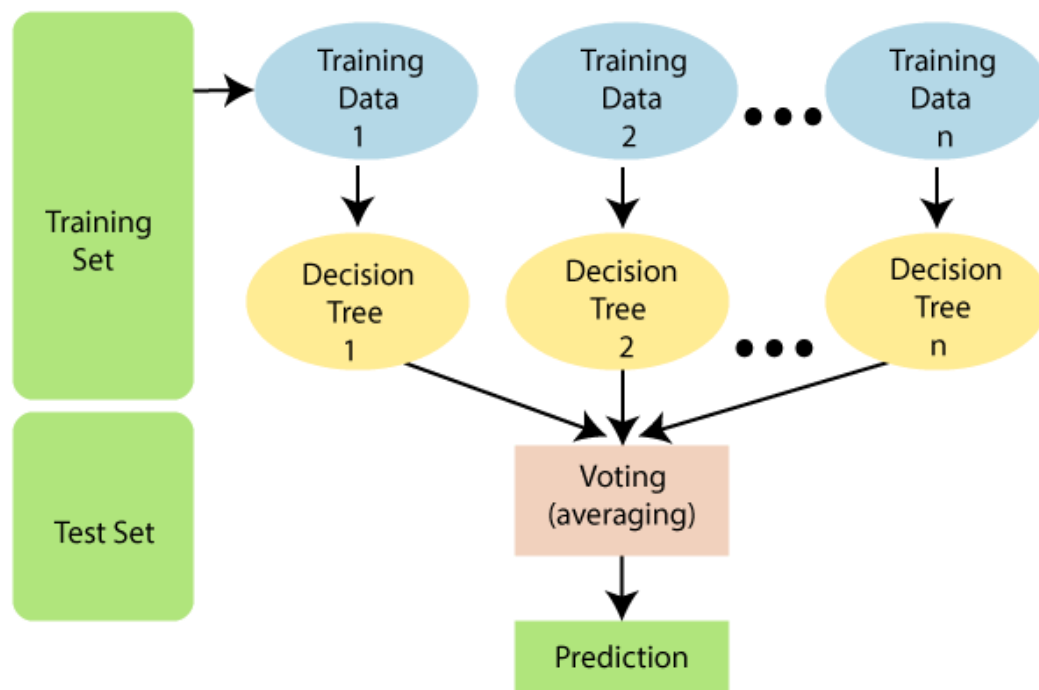 Training
Set
Test Set
Training
Data
1
Training
Data
2
Training
Data
n
Decision
Tree
1
Decision
Tree
2
Decision
Tree
n
Voting
(averaging)
Prediction